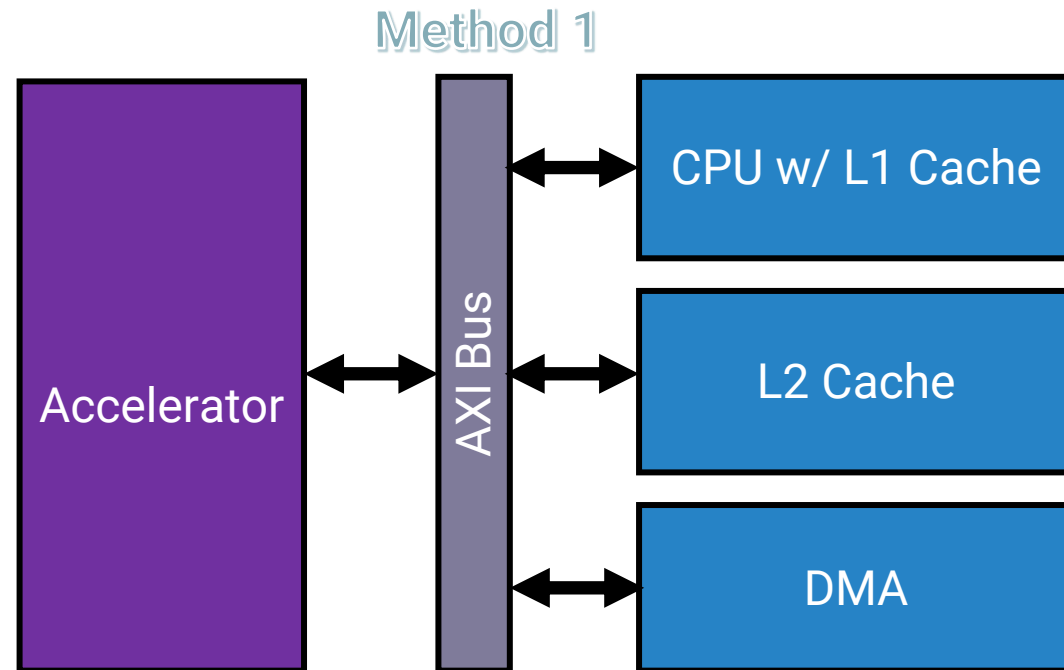 Method 1
Accelerator
AXI Bus
CPU w/ L1 Cache
L2 Cache
DMA